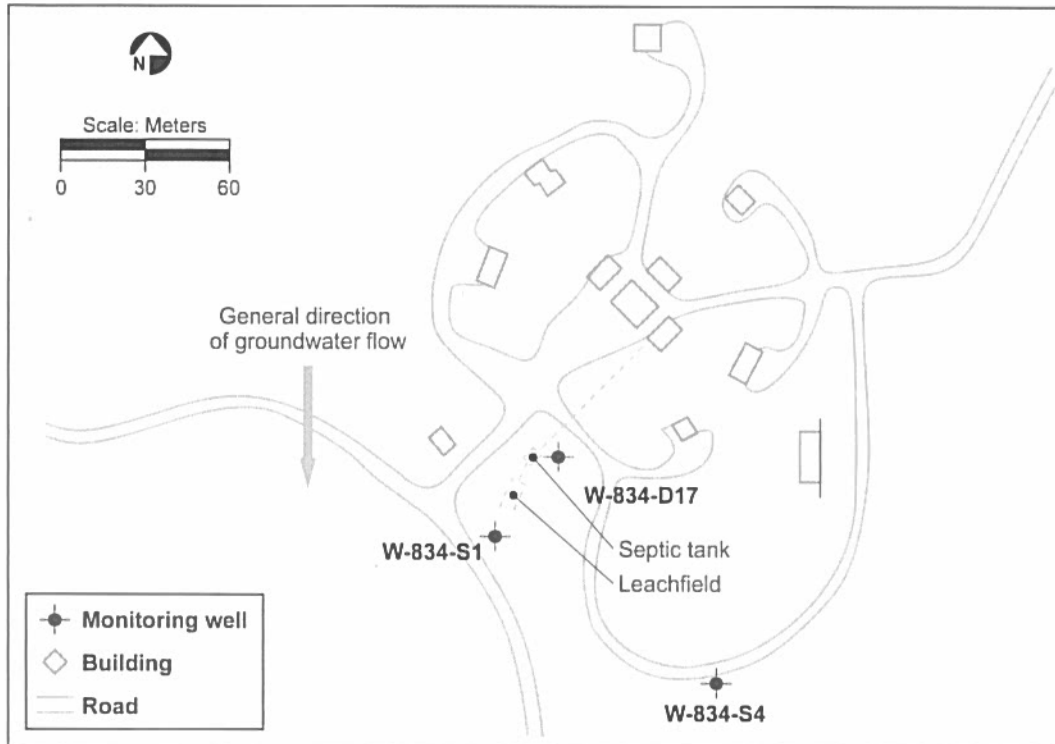 N
Scale: Meters
0 30 60
General direction
of groundwater flow
W-834-D17
W-834-S1
Septic tank
Leachfield
W-834-S4
Monitoring well
Building
Road